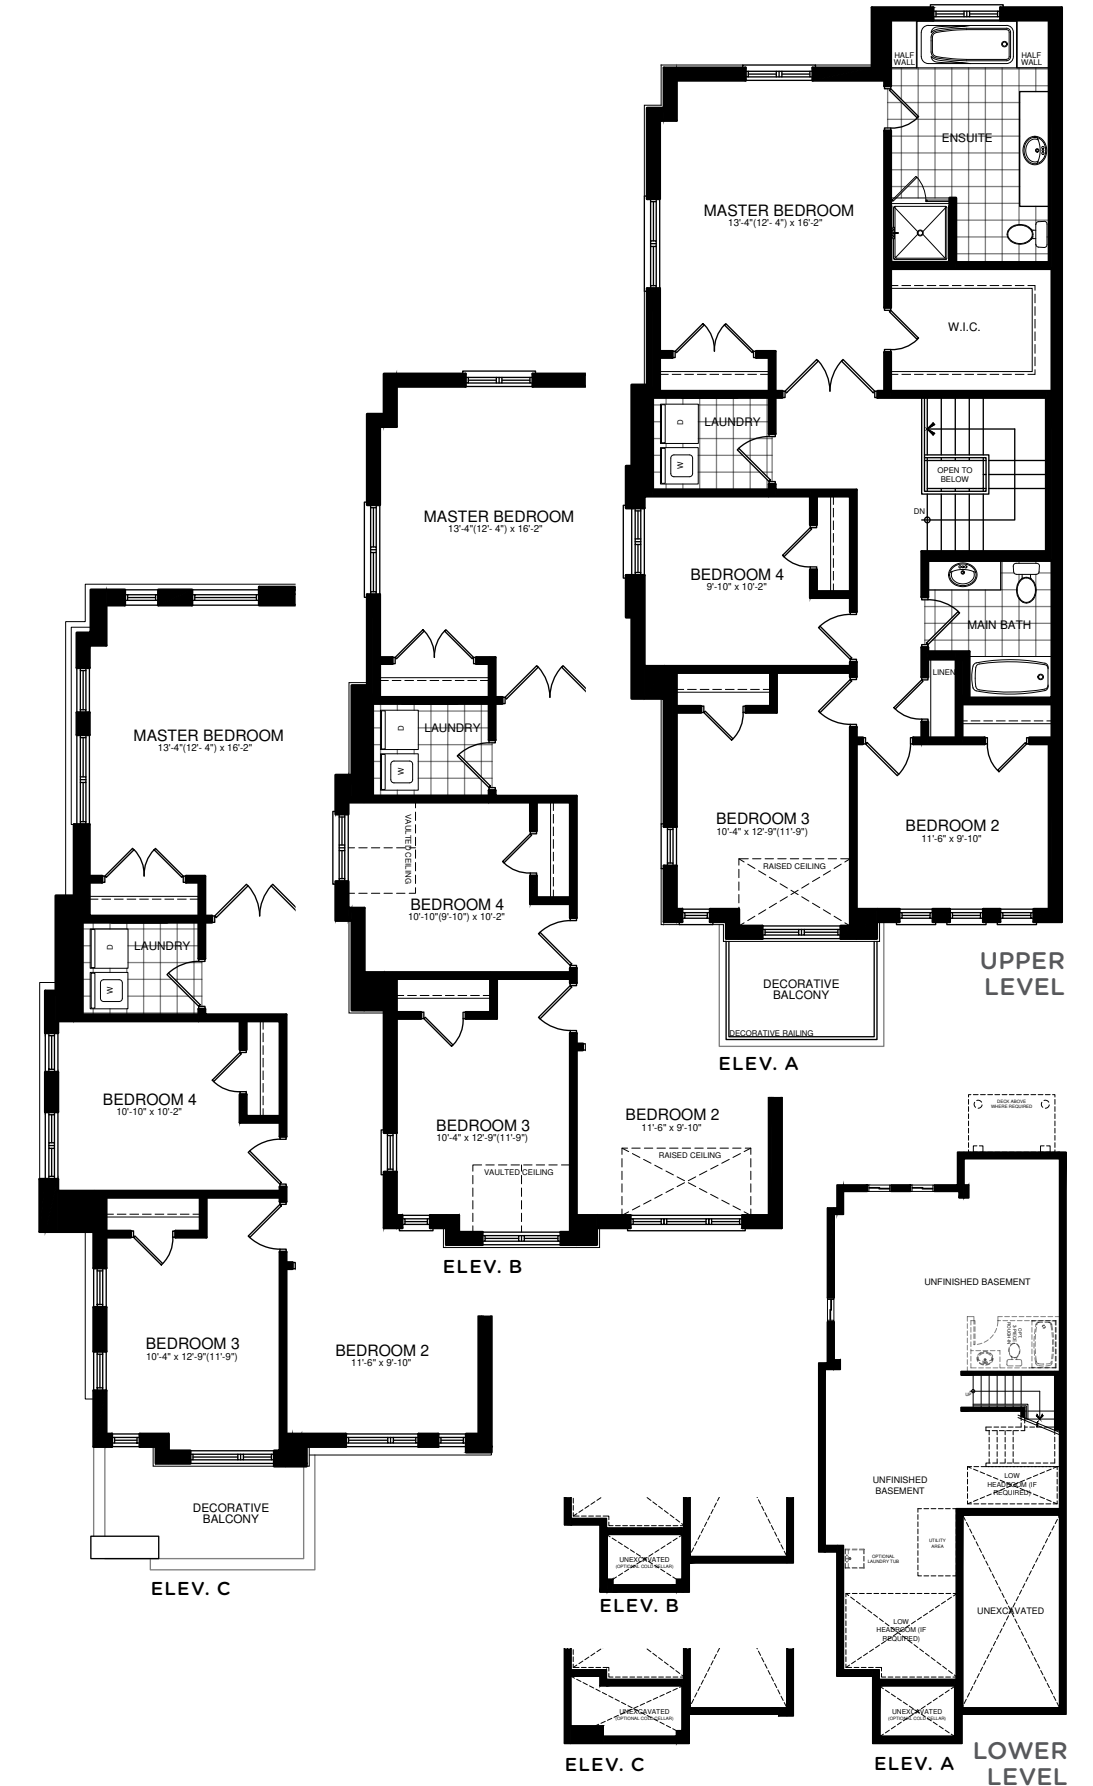 HALF
WALL
HALF
WALL
ENSUITE
MASTER BEDROOM
13'-4"(12'- 4") x 16'-2"
W.I.C.
D
LAUNDRY
W
OPEN TO
BELOW
DN
BEDROOM 4
9'-10" x 10'-2"
MAIN BATH
LINEN
BEDROOM 3
10'-4" x 12'-9"(11'-9")
RAISED CEILING
BEDROOM 2
11'-6" x 9'-10"
UPPER
LEVEL
DECORATIVE
BALCONY
DECORATIVE RAILING
ELEV. A
MASTER BEDROOM
13'-4"(12'- 4") x 16'-2"
D
LAUNDRY
W
VAULTED CEILING
BEDROOM 4
10'-10"(9'-10") x 10'-2"
BEDROOM 3
10'-4" x 12'-9"(11'-9")
VAULTED CEILING
BEDROOM 2
11'-6" x 9'-10"
RAISED CEILING
ELEV. B
MASTER BEDROOM
13'-4"(12'- 4") x 16'-2"
D
LAUNDRY
W
BEDROOM 4
10'-10" x 10'-2"
BEDROOM 3
10'-4" x 12'-9"(11'-9")
BEDROOM 2
11'-6" x 9'-10"
DECORATIVE
BALCONY
ELEV. C
DECK ABOVE
WHERE REQUIRED
UNFINISHED BASEMENT
OPT.
3-PIECE
ROUGH-IN
UP
UNFINISHED
BASEMENT
LOW
HEADROOM (IF
REQUIRED)
UTILITY
AREA
OPTIONAL
LAUNDRY TUB
LOW
HEADROOM (IF
REQUIRED)
UNEXCAVATED
UNEXCAVATED
(OPTIONAL COLD CELLAR)
ELEV. A
LOWER
LEVEL
UNEXCAVATED
(OPTIONAL COLD CELLAR)
ELEV. B
UNEXCAVATED
(OPTIONAL COLD CELLAR)
ELEV. C